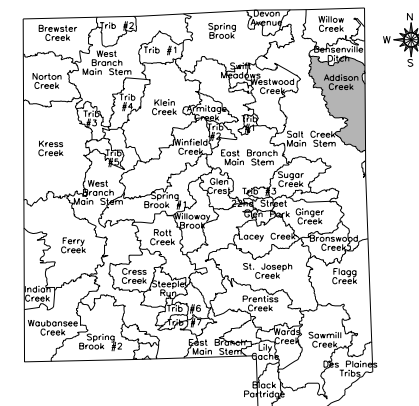 Brewster
Creek
Trib #2
Spring
Brook
Devon
Avenue
Willow
Creek
N
W
S
West
Branch
Main Stem
Trib #1
Bensenville
Ditch
Norton
Creek
Swift
Meadows
Westwood
Creek
Addison
Creek
Trib
#4
Klein
Creek
Armitage
Creek
Trib
#3
Trib
#2
Trib
#1
Kress
Creek
Winfield
Creek
Salt Creek
Main Stem
Trib
#5
East Branch
Main Stem
West
Branch
Main Stem
Glen
Crest
Sugar
Creek
Trib #3
22nd Street
Glen Park
Spring
Brook #1
Willoway
Brook
Ginger
Creek
Ferry
Creek
Rott
Creek
Lacey Creek
Bronswood
Creek
Cress
Creek
St. Joseph
Creek
Flagg
Creek
Steeple
Run
Indian
Creek
Prentiss
Creek
Trib #6
Trib #7
Waubansee
Creek
Spring
Brook #2
East Branch
Main Stem
Wards
Creek
Sawmill
Creek
Lily
Cache
Des Plaines
Tribs
Black
Partridge